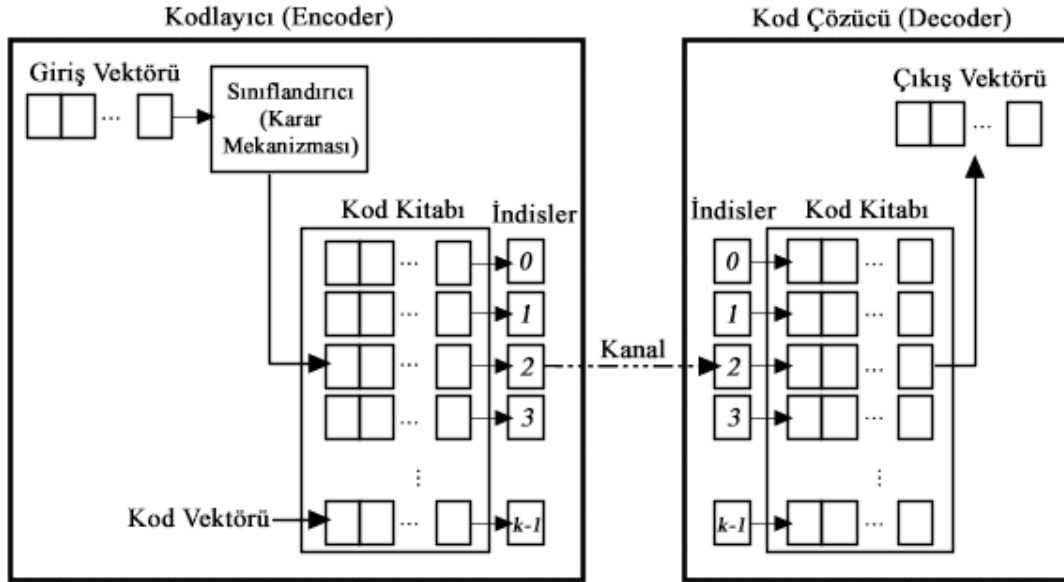 Kodlayıcı (Encoder)
Giriş Vektörü
...
Sınıflandırıcı
(Karar
Mekanizması)
Kod Kitabı
İndisler
... 0
... 1
... 2
... 3
...
Kod Vektörü
... k-1
Kanal
Kod Çözücü (Decoder)
Çıkış Vektörü
...
İndisler
Kod Kitabı
0 ...
1 ...
2 ...
3 ...
...
k-1 ...